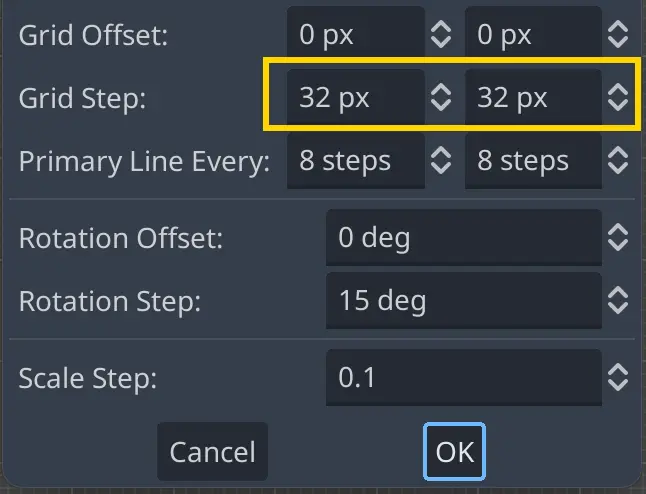 Grid Offset: 0 px 0 px
Grid Step: 32 px 32 px
Primary Line Every: 8 steps 8 steps
Rotation Offset: 0 deg
Rotation Step: 15 deg
Scale Step: 0.1
Cancel OK